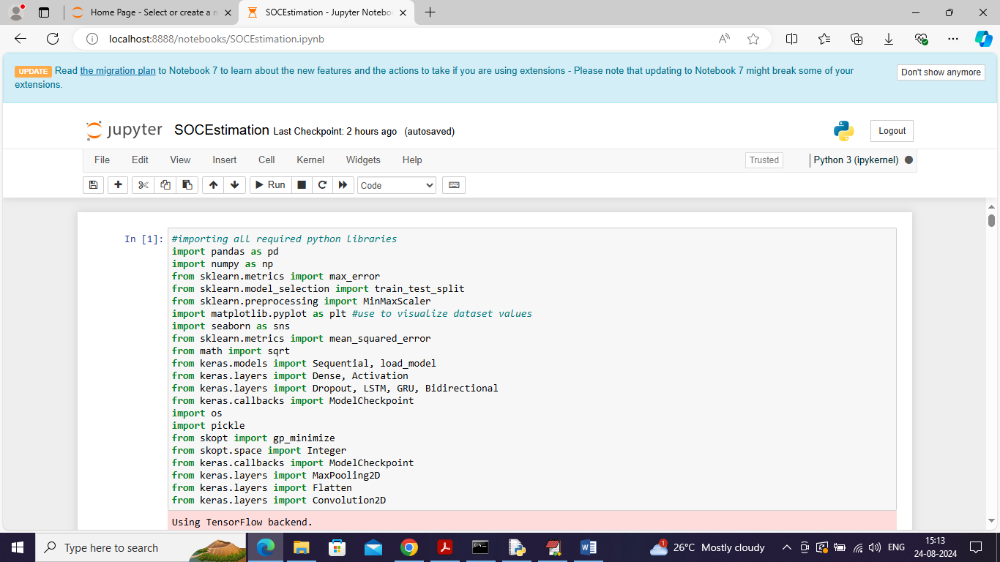 Home Page - Select or create a n
SOCEstimation - Jupyter Noteboo
localhost:8888/notebooks/SOCEstimation.ipynb
UPDATE Read the migration plan to Notebook 7 to learn about the new features and the actions to take if you are using extensions - Please note that updating to Notebook 7 might break some of your
extensions.
Don't show anymore
jupyter SOCEstimation Last Checkpoint: 2 hours ago (autosaved)
Logout
File Edit View Insert Cell Kernel Widgets Help
Trusted
Python 3 (ipykernel)
Run
Code
In [1]: #importing all required python libraries
import pandas as pd
import numpy as np
from sklearn.metrics import max_error
from sklearn.model_selection import train_test_split
from sklearn.preprocessing import MinMaxScaler
import matplotlib.pyplot as plt #use to visualize dataset values
import seaborn as sns
from sklearn.metrics import mean_squared_error
from math import sqrt
from keras.models import Sequential, load_model
from keras.layers import Dense, Activation
from keras.layers import Dropout, LSTM, GRU, Bidirectional
from keras.callbacks import ModelCheckpoint
import os
import pickle
from skopt import gp_minimize
from skopt.space import Integer
from keras.callbacks import ModelCheckpoint
from keras.layers import MaxPooling2D
from keras.layers import Flatten
from keras.layers import Convolution2D
Using TensorFlow backend.
Type here to search
1
26°C Mostly cloudy
ENG
15:13
24-08-2024